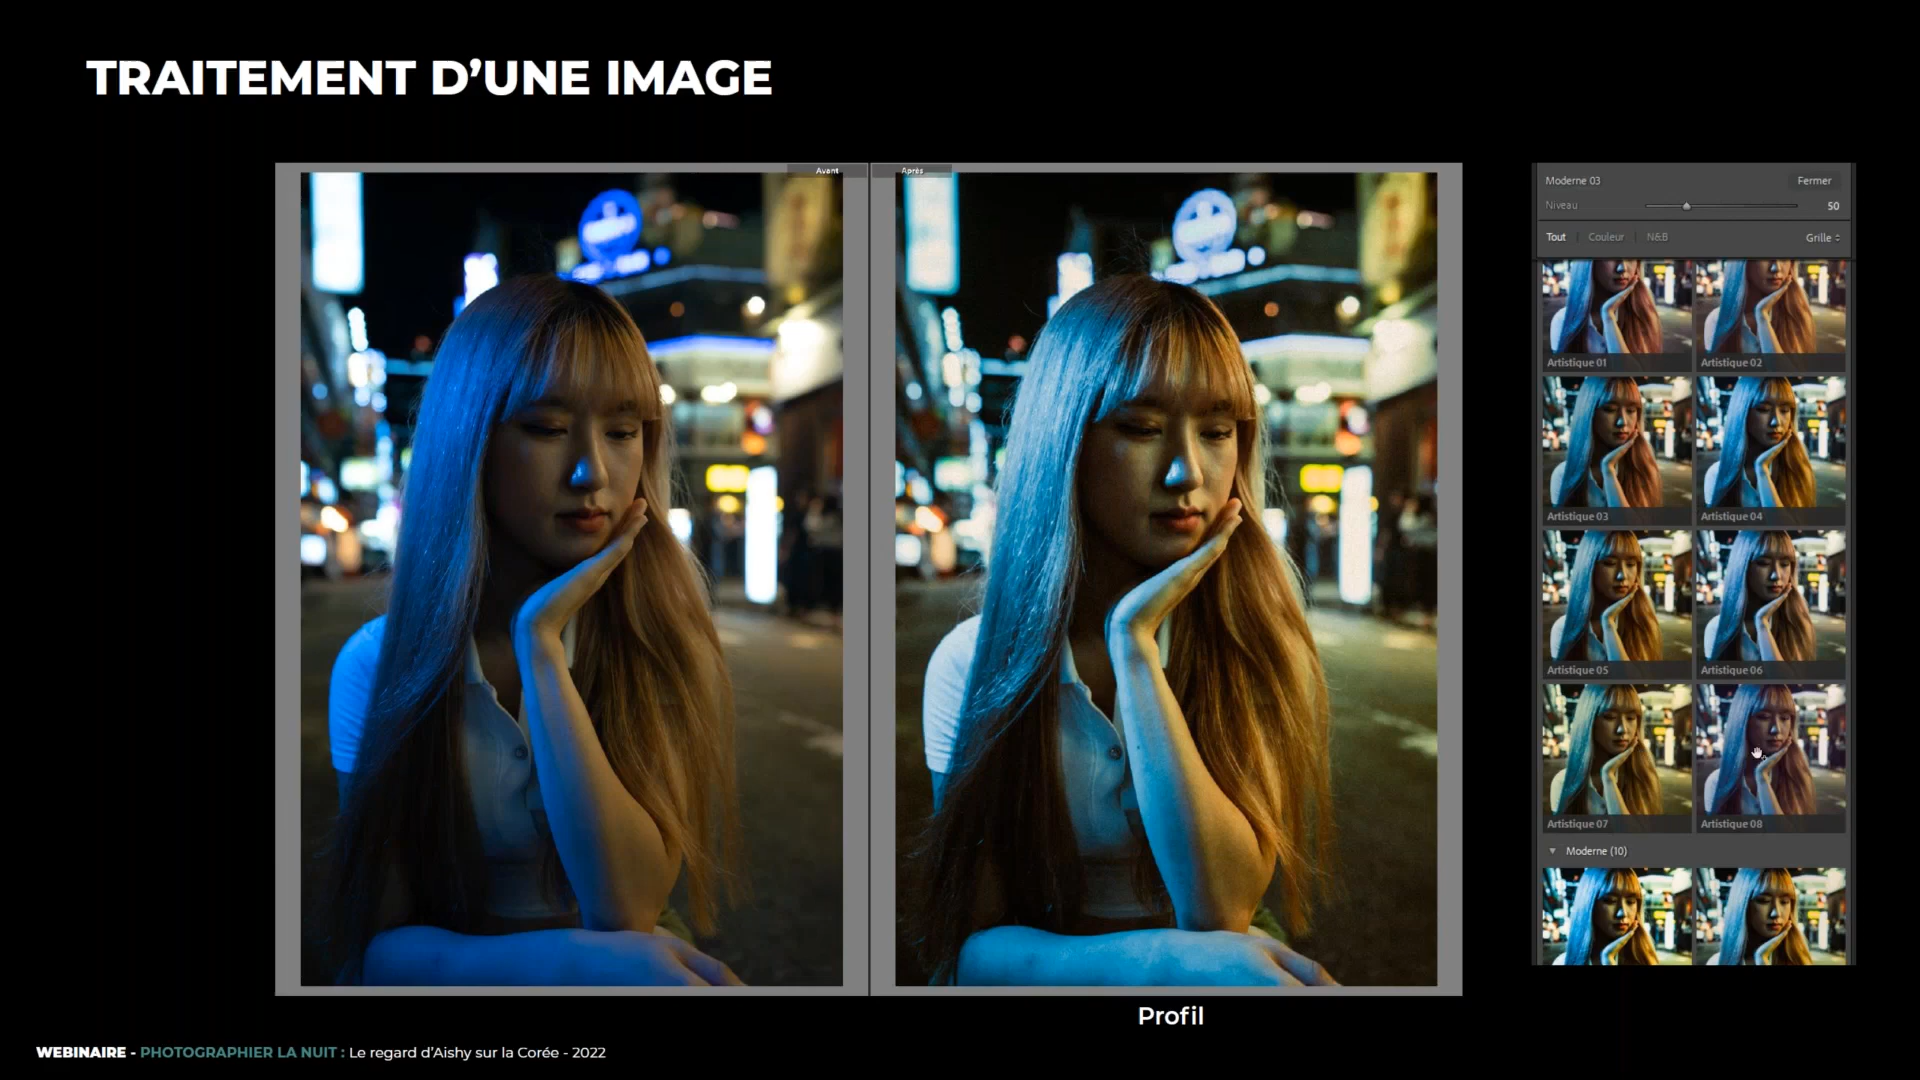 TRAITEMENT D’UNE IMAGE
Avant
Après
Moderne 03
Fermer
Niveau
50
Tout
Couleur
N&B
Grille
Artistique 01
Artistique 02
Artistique 03
Artistique 04
Artistique 05
Artistique 06
Artistique 07
Artistique 08
Moderne (10)
Profil
WEBINAIRE - PHOTOGRAPHIER LA NUIT : Le regard d’Aishy sur la Corée - 2022